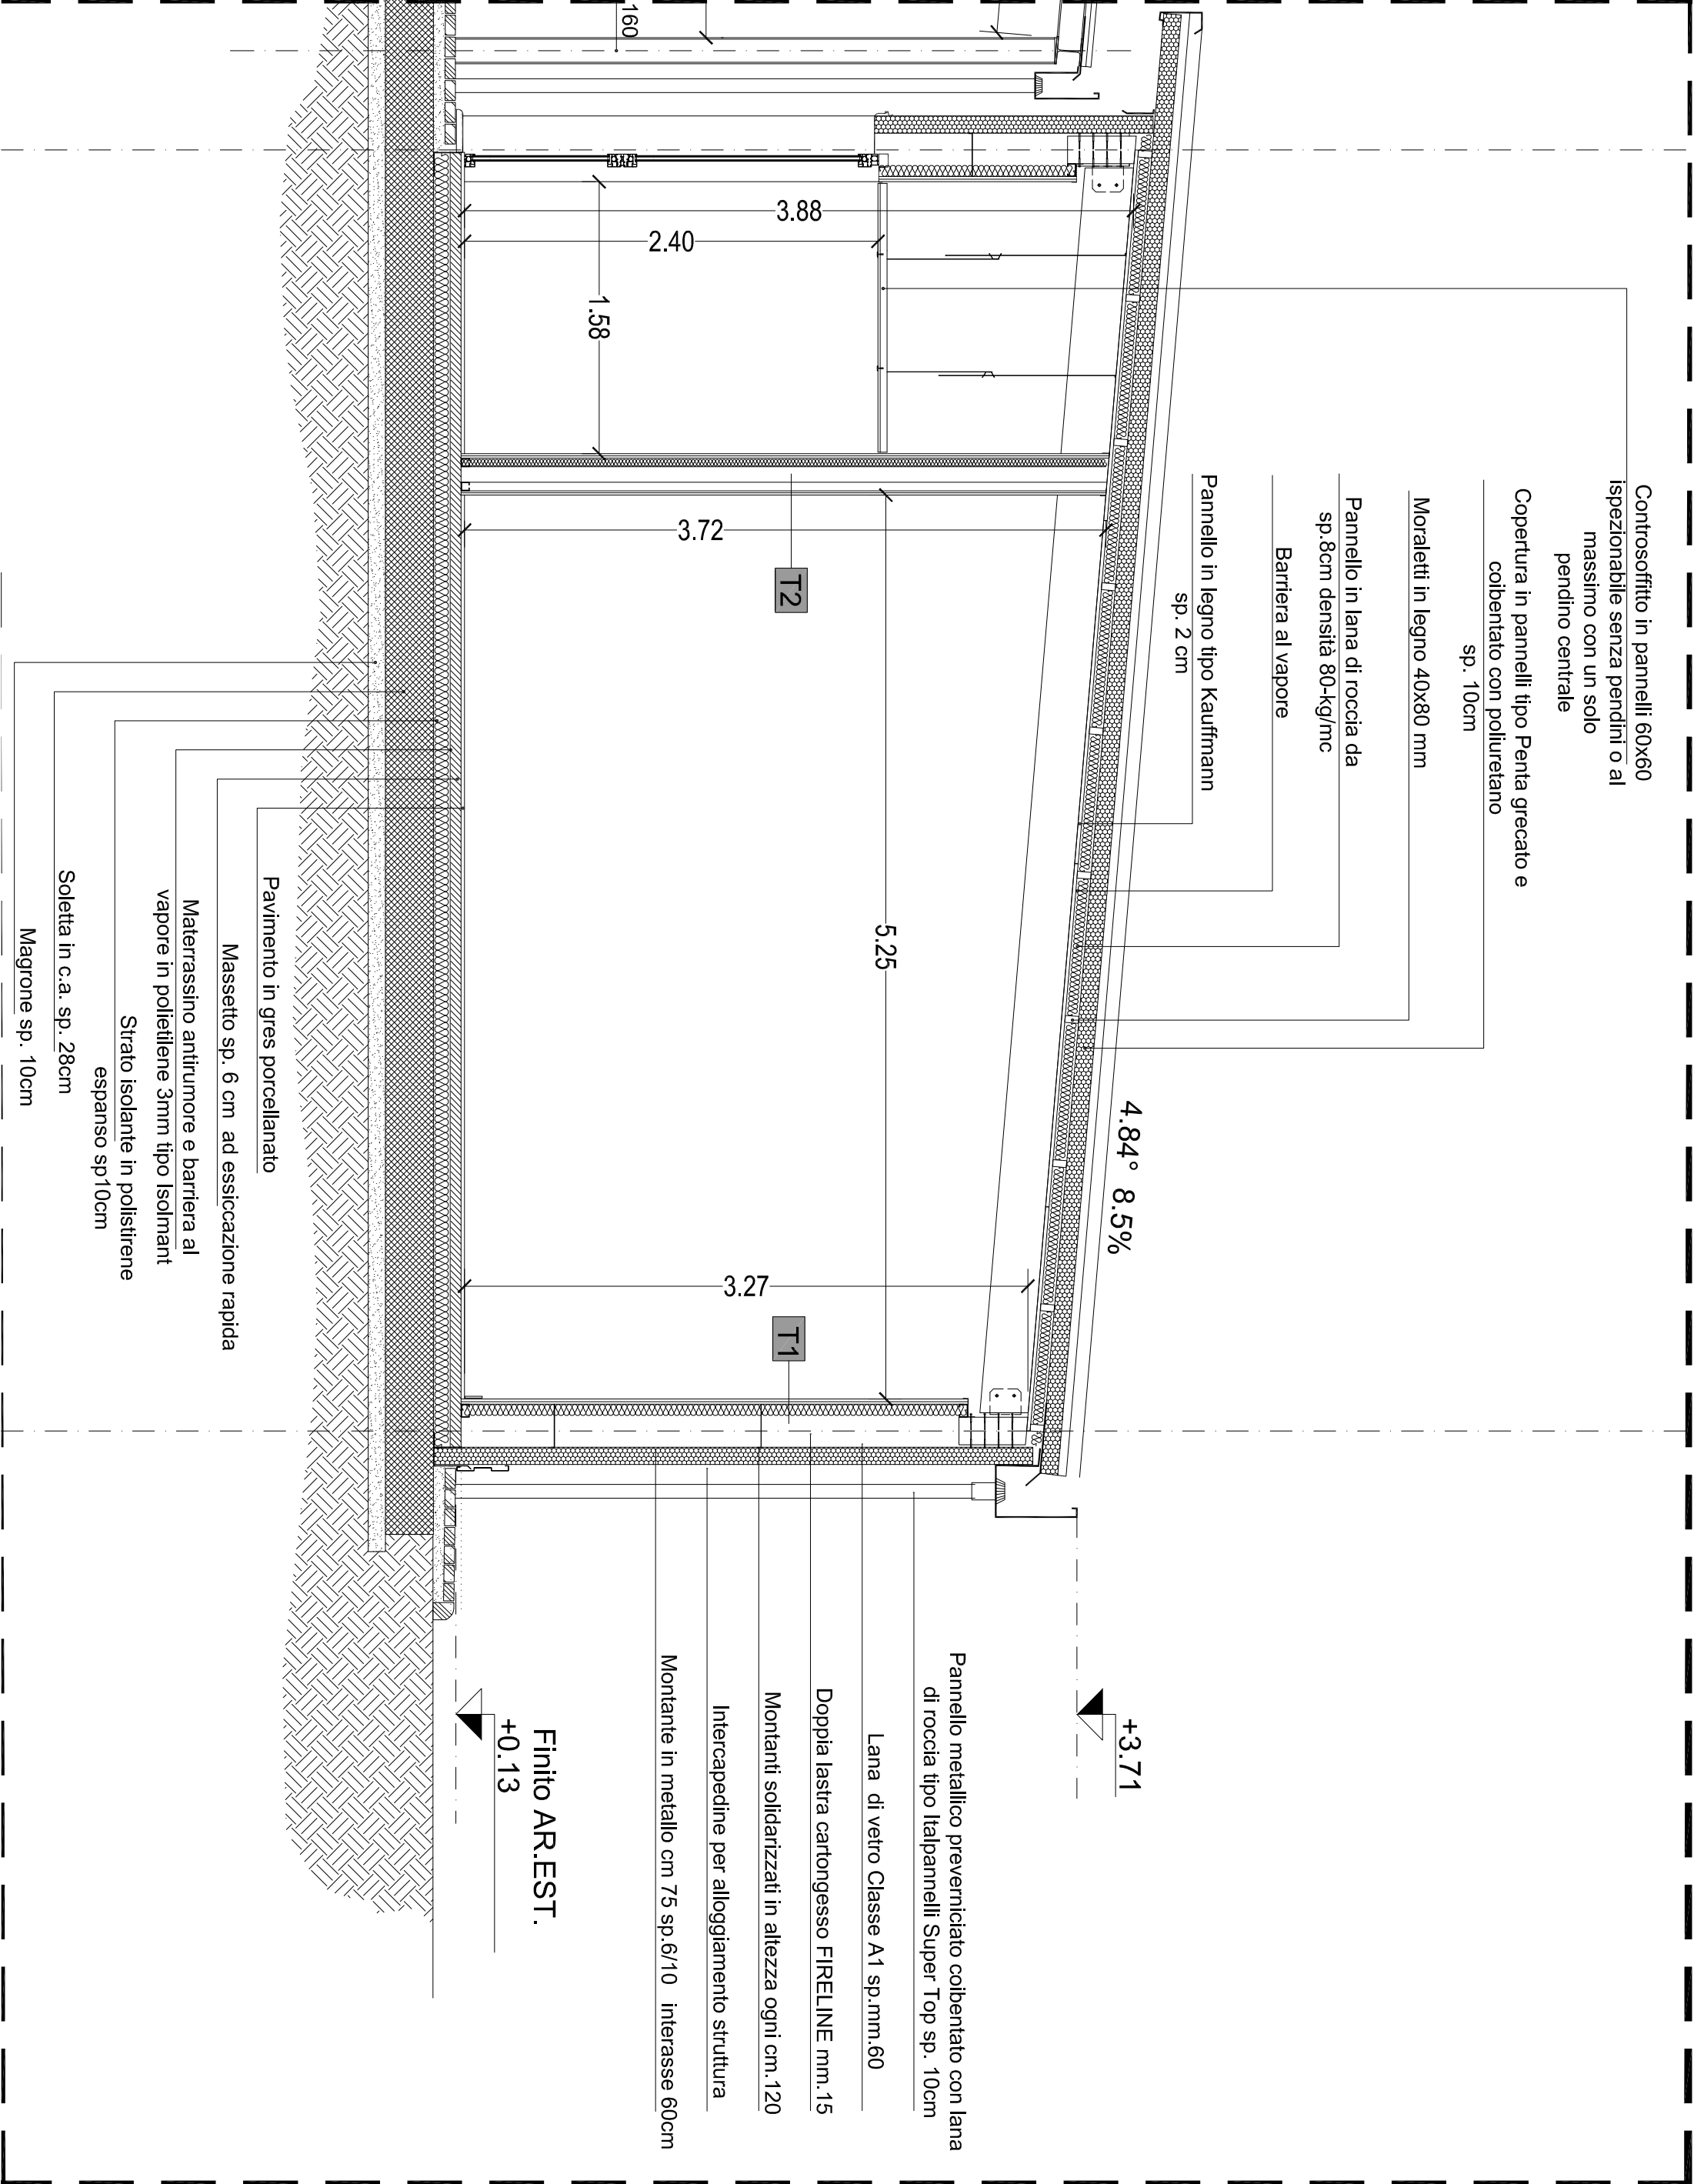 Controsoffitto in pannelli 60x60
ispezionabile senza pendini o al
massimo con un solo
pendino centrale
Copertura in pannelli tipo Penta grecato e
coibentato con poliuretano
sp. 10cm
Moraletti in legno 40x80 mm
Pannello in lana di roccia da
sp.8cm densità 80-kg/mc
Barriera al vapore
Pannello in legno tipo Kauffmann
sp. 2 cm
4.84° 8.5%
+3.71
160
3.88
2.40
1.58
3.72
T2
5.25
3.27
T1
Pannello metallico preverniciato coibentato con lana
di roccia tipo Italpannelli Super Top sp. 10cm
Lana di vetro Classe A1 sp.mm.60
Doppia lastra cartongesso FIRELINE mm.15
Montanti solidarizzati in altezza ogni cm.120
Intercapedine per alloggiamento struttura
Montante in metallo cm 75 sp.6/10 interasse 60cm
Finito AR.EST.
+0.13
Pavimento in gres porcellanato
Massetto sp. 6 cm ad essiccazione rapida
Materrassino antirumore e barriera al
vapore in polietilene 3mm tipo Isolmant
Strato isolante in polistirene
espanso sp10cm
Soletta in c.a. sp. 28cm
Magrone sp. 10cm